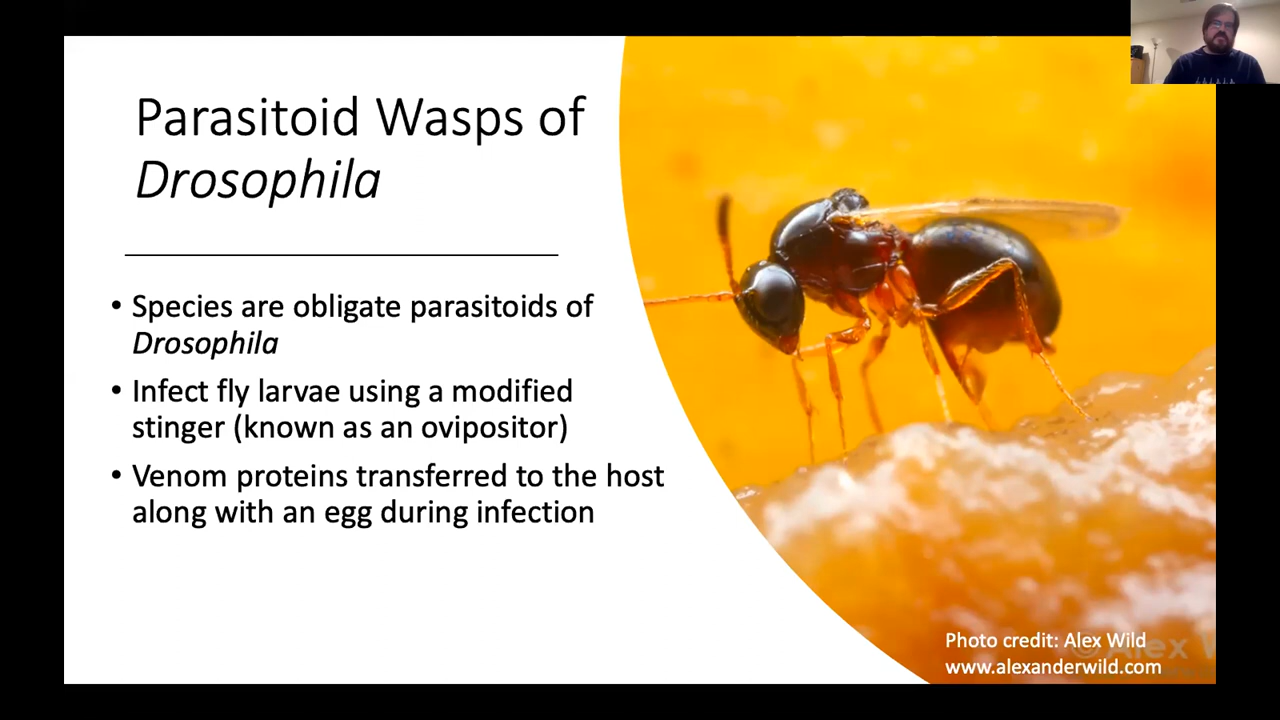 Parasitoid Wasps of
Drosophila
• Species are obligate parasitoids of
Drosophila
• Infect fly larvae using a modified
stinger (known as an ovipositor)
• Venom proteins transferred to the host
along with an egg during infection
Photo credit: Alex Wild
www.alexanderwild.com